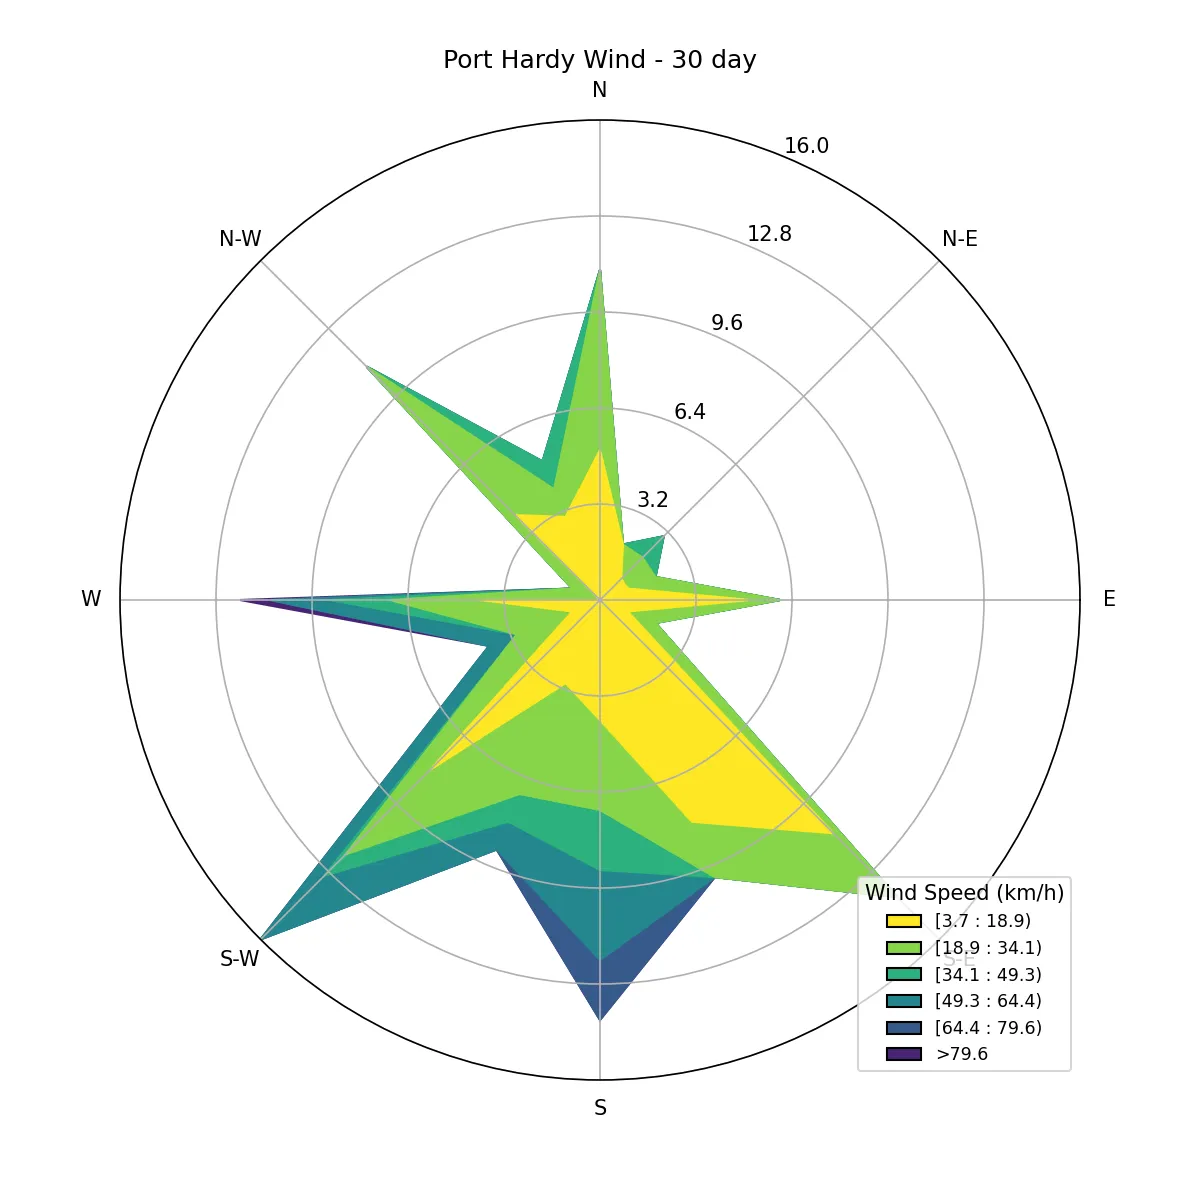 Port Hardy Wind - 30 day
N
16.0
N-W
12.8
N-E
9.6
6.4
3.2
W
E
Wind Speed (km/h)
[3.7 : 18.9)
[18.9 : 34.1)
S-W
S-E
[34.1 : 49.3)
[49.3 : 64.4)
[64.4 : 79.6)
>79.6
S